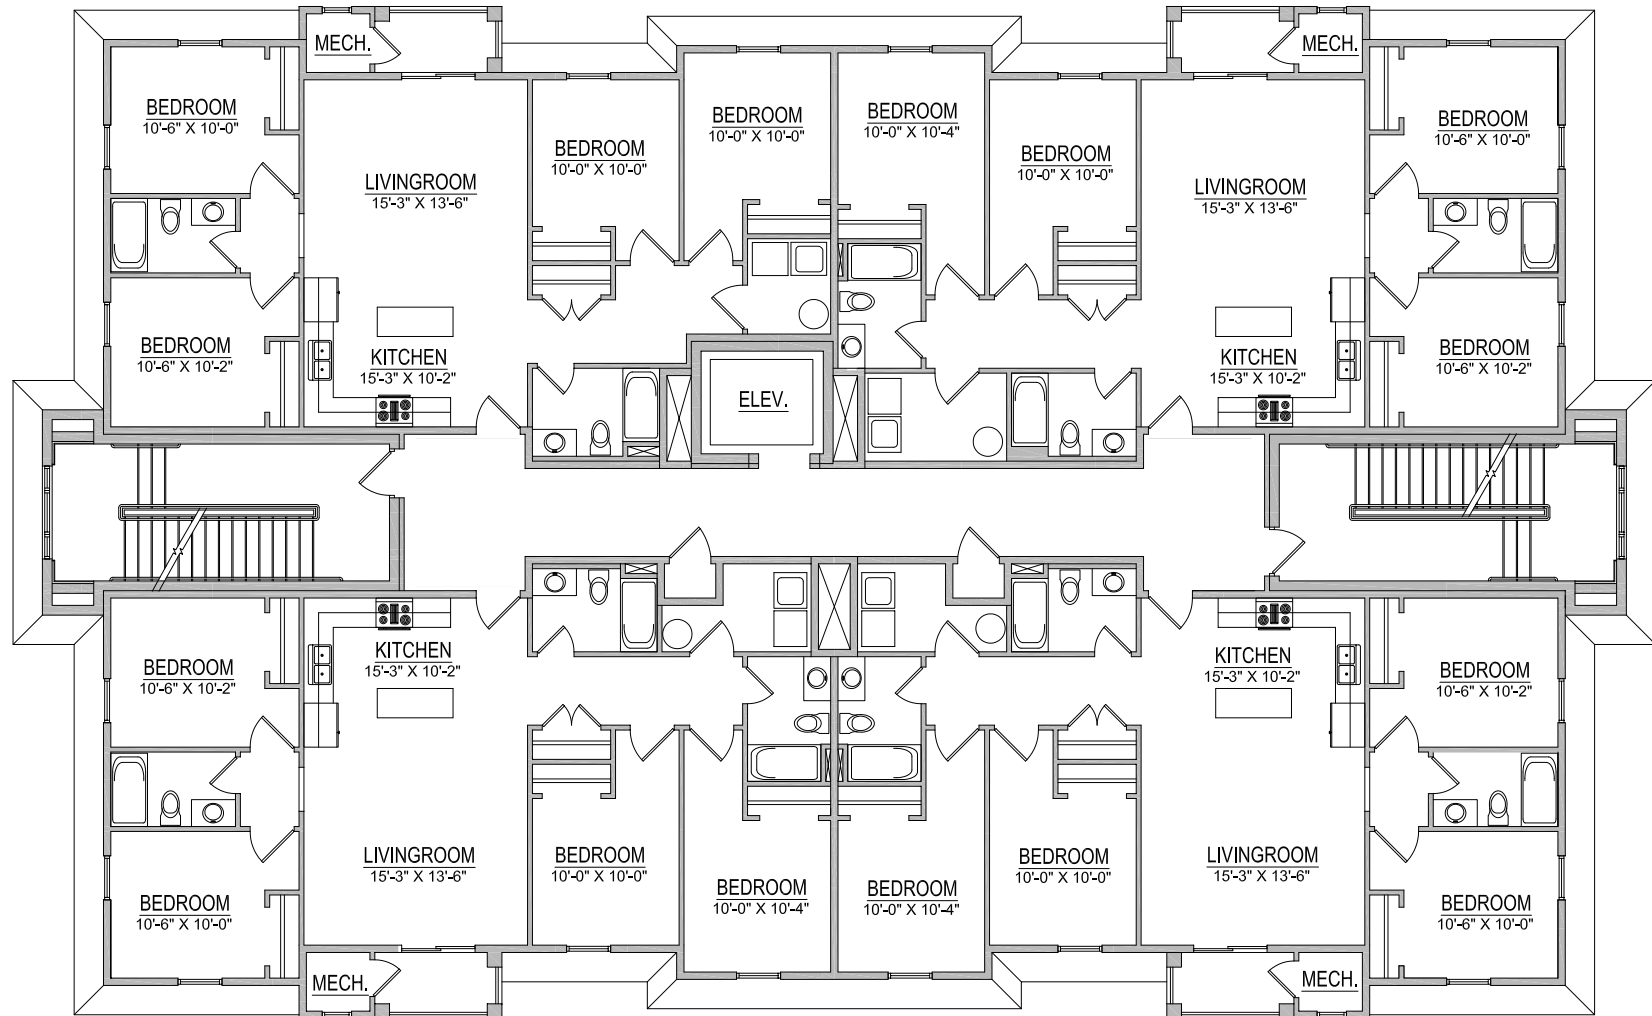 MECH.
MECH.
BEDROOM
10'-6" X 10'-0"
BEDROOM
10'-0" X 10'-0"
BEDROOM
10'-0" X 10'-4"
BEDROOM
10'-6" X 10'-0"
BEDROOM
10'-0" X 10'-0"
BEDROOM
10'-0" X 10'-0"
LIVINGROOM
15'-3" X 13'-6"
LIVINGROOM
15'-3" X 13'-6"
BEDROOM
10'-6" X 10'-2"
KITCHEN
15'-3" X 10'-2"
KITCHEN
15'-3" X 10'-2"
BEDROOM
10'-6" X 10'-2"
ELEV.
KITCHEN
15'-3" X 10'-2"
KITCHEN
15'-3" X 10'-2"
BEDROOM
10'-6" X 10'-2"
BEDROOM
10'-6" X 10'-2"
LIVINGROOM
15'-3" X 13'-6"
BEDROOM
10'-0" X 10'-0"
BEDROOM
10'-0" X 10'-0"
LIVINGROOM
15'-3" X 13'-6"
BEDROOM
10'-6" X 10'-0"
BEDROOM
10'-0" X 10'-4"
BEDROOM
10'-0" X 10'-4"
BEDROOM
10'-6" X 10'-0"
MECH.
MECH.